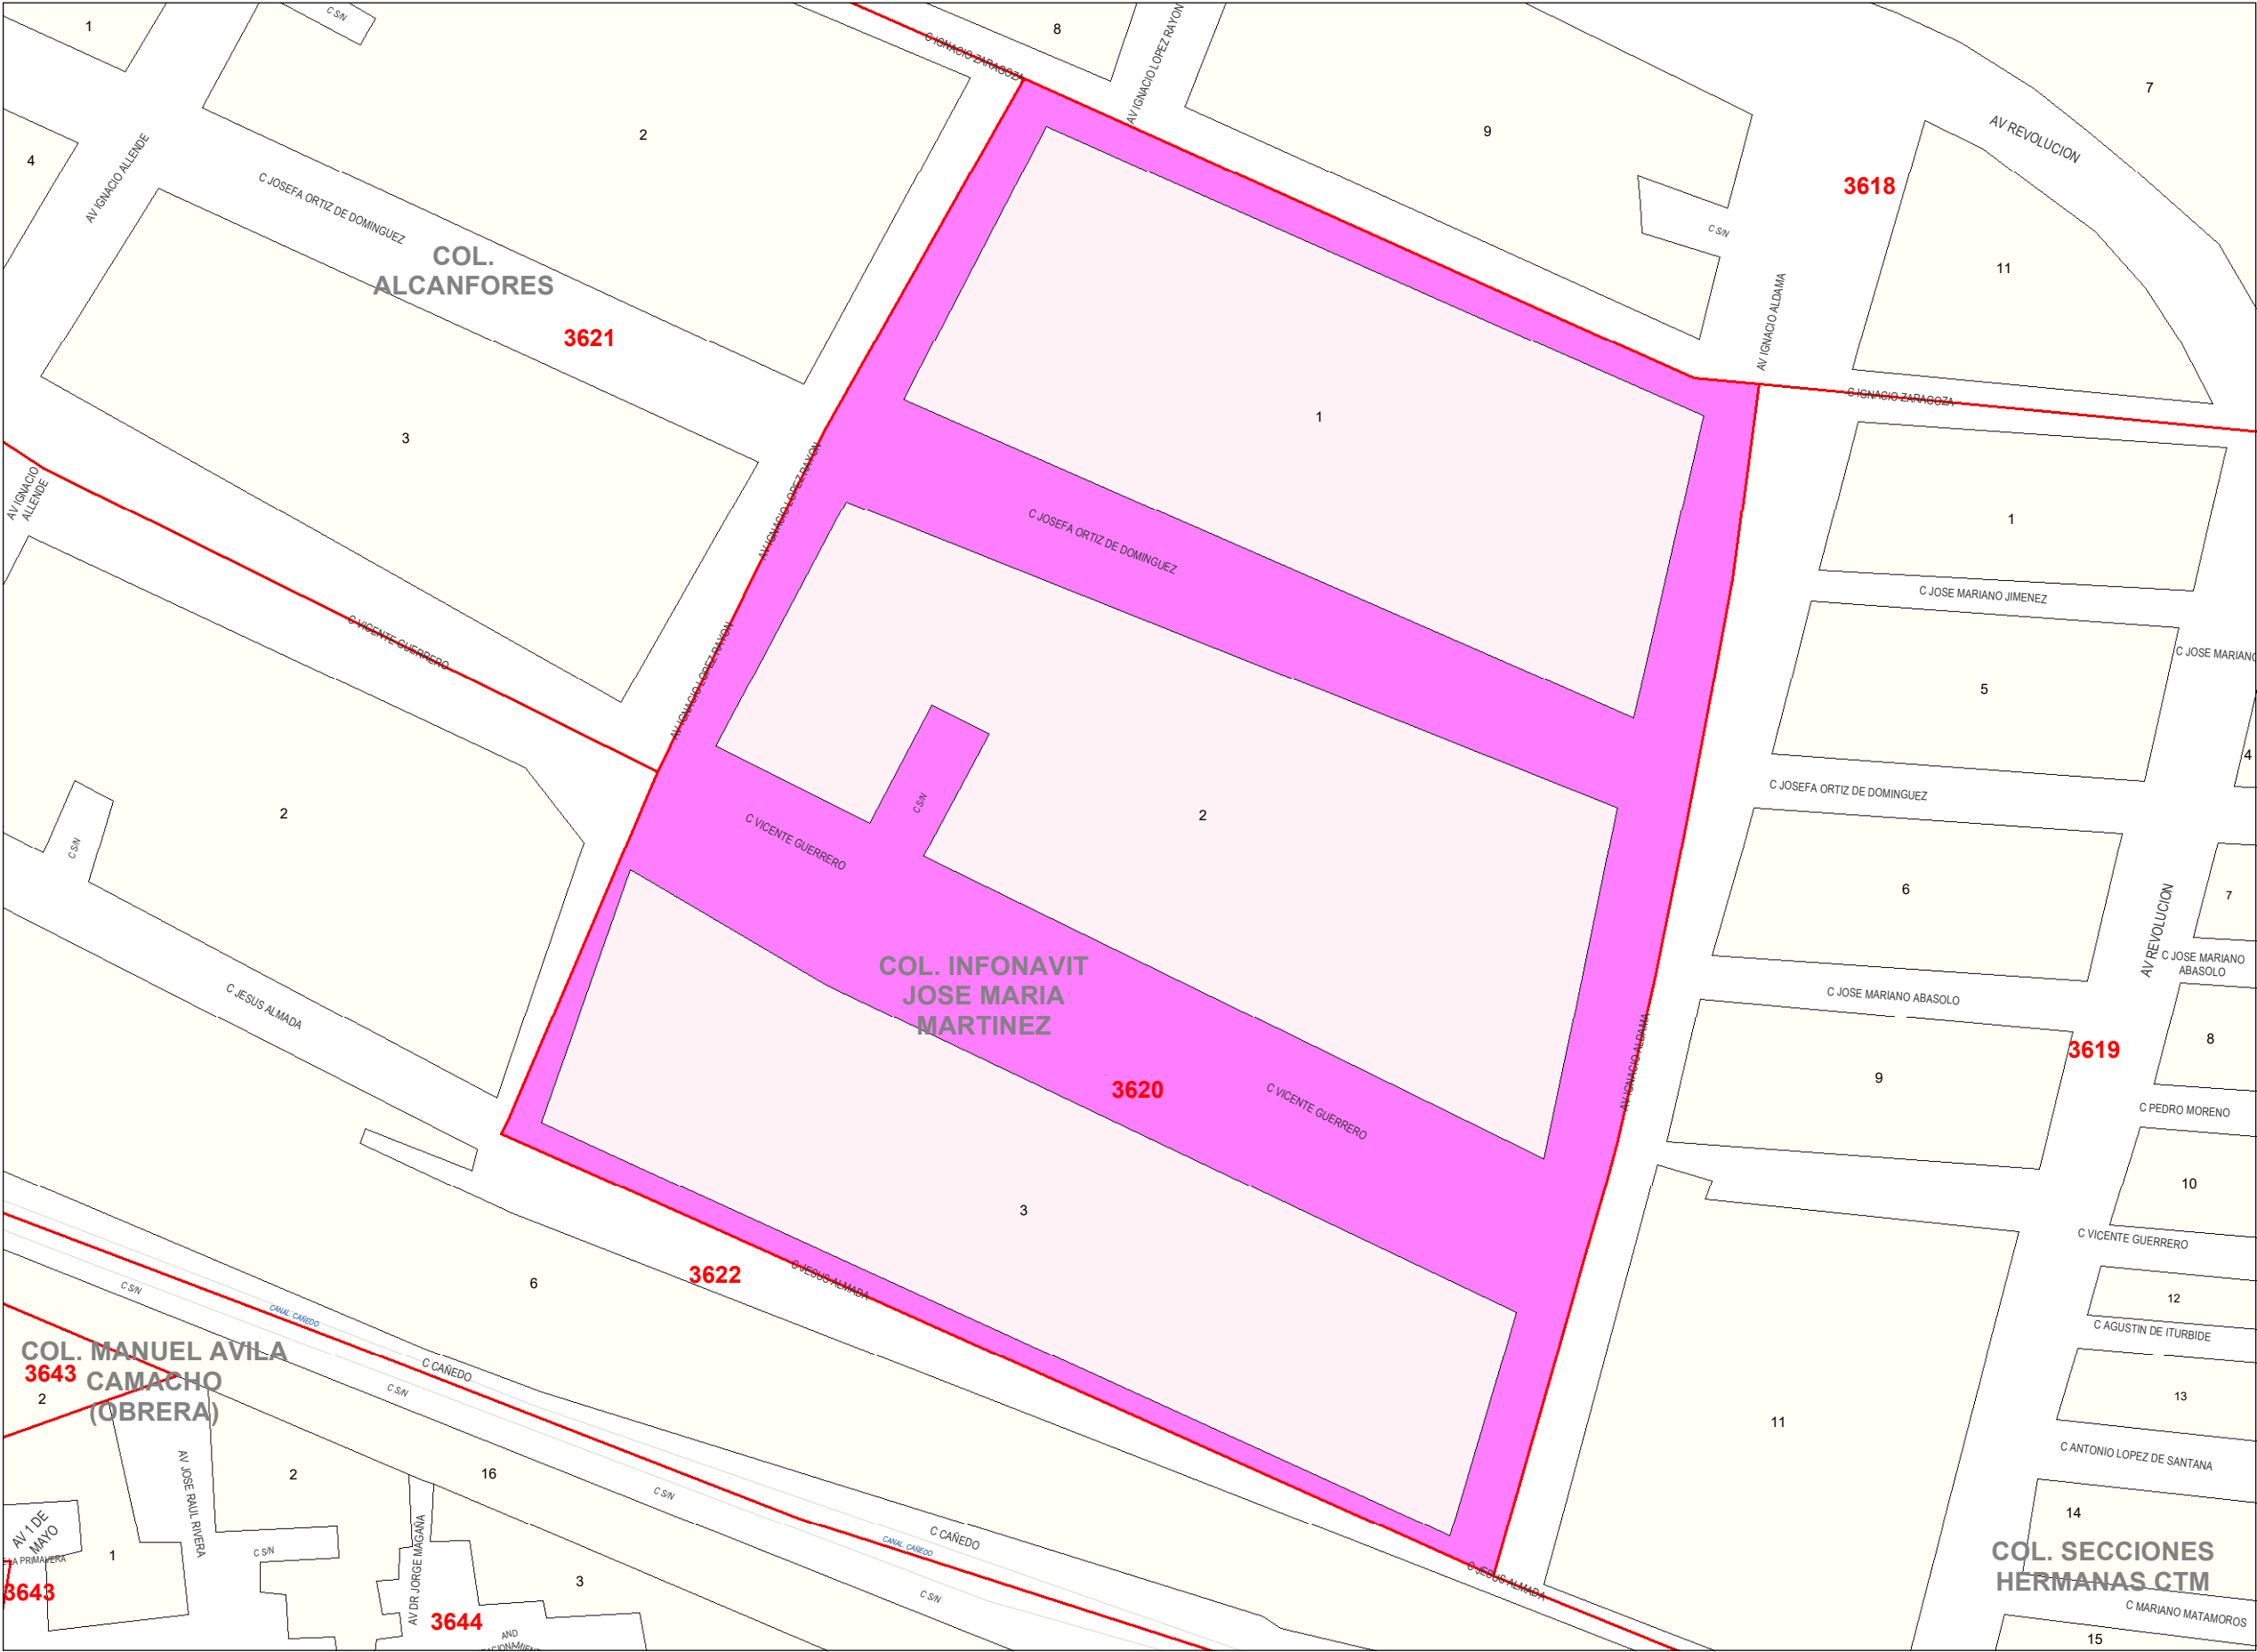 1
C S/N
C IGNACIO ZARAGOZA
8
AV IGNACIO LOPEZ RAYON
7
9
2
4
AV IGNACIO ALLENDE
AV REVOLUCION
3618
C JOSEFA ORTIZ DE DOMINGUEZ
C S/N
COL.
ALCANFORES
11
AV IGNACIO ALDAMA
3621
C IGNACIO ZARAGOZA
1
3
AV IGNACIO
ALLENDE
AV IGNACIO LOPEZ RAYON
C JOSEFA ORTIZ DE DOMINGUEZ
1
C JOSE MARIANO JIMENEZ
C VICENTE GUERRERO
AV IGNACIO LOPEZ RAYON
C JOSE MARIANO
5
4
C JOSEFA ORTIZ DE DOMINGUEZ
2
C S/N
C S/N
2
C VICENTE GUERRERO
6
7
AV REVOLUCION
COL. INFONAVIT
JOSE MARIA
MARTINEZ
C JOSE MARIANO
ABASOLO
C JOSE MARIANO ABASOLO
C JESUS ALMADA
AV IGNACIO ALDAMA
3619
8
9
3620
C VICENTE GUERRERO
C PEDRO MORENO
10
3
C VICENTE GUERRERO
3622
C JESUS ALMADA
6
C S/N
CANAL CAÑEDO
12
C AGUSTIN DE ITURBIDE
COL. MANUEL AVILA
CAMACHO
(OBRERA)
3643
2
C CAÑEDO
C S/N
13
11
C ANTONIO LOPEZ DE SANTANA
2
16
C S/N
AV JOSE RAUL RIVERA
AV 1 DE
MAYO
LA PRIMAVERA
1
C S/N
AV DR JORGE MAGAÑA
C CAÑEDO
CANAL CAÑEDO
14
COL. SECCIONES
HERMANAS CTM
3
C JESUS ALMADA
3643
C S/N
3644
C MARIANO MATAMOROS
AND
15